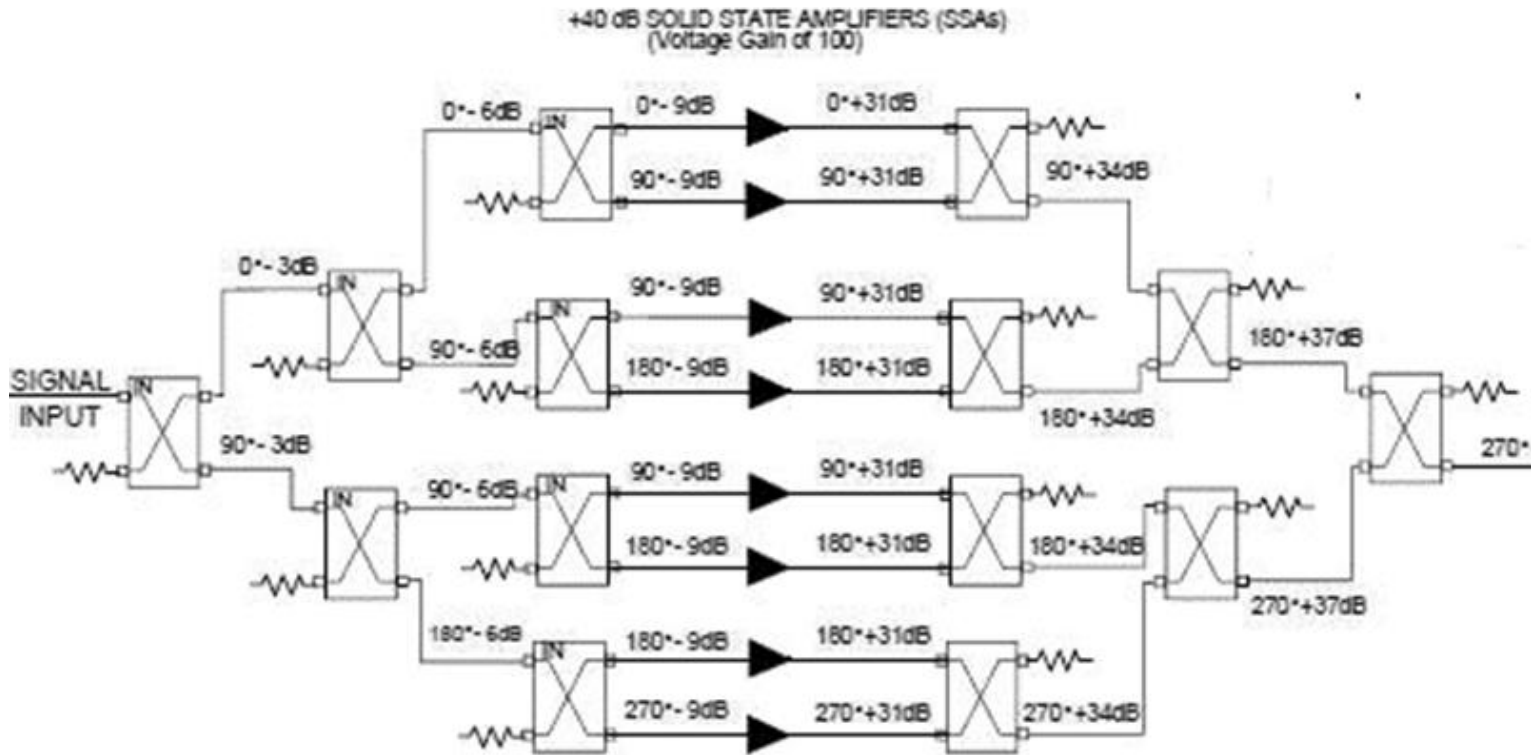 +40 dB SOLID STATE AMPLIFIERS (SSAs)
(Voltage Gain of 100)
0°- 6dB
IN
0°- 9dB
0°+31dB
90°- 9dB
90°+31dB
90°+34dB
0°- 3dB
IN
90°- 6dB
IN
90°- 9dB
90°+31dB
180°- 9dB
180°+31dB
180°+34dB
180°+37dB
SIGNAL
INPUT
IN
90°- 3dB
270°
IN
90°- 6dB
IN
90°- 9dB
90°+31dB
180°- 9dB
180°+31dB
180°+34dB
270°+37dB
180°- 6dB
IN
180°- 9dB
180°+31dB
270°- 9dB
270°+31dB
270°+34dB